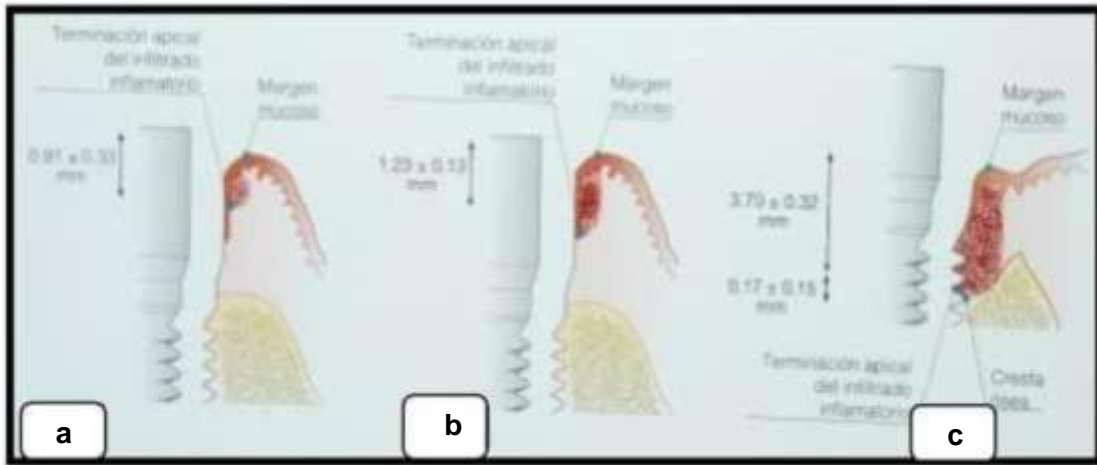 Terminación apical
del infiltrado
inflamatorio
Margen
mucoso
0.91 ± 0.33
mm
a
Terminación apical
del infiltrado
inflamatorio
Margen
mucoso
1.23 ± 0.13
mm
b
Margen
mucoso
3.79 ± 0.32
mm
0.17 ± 0.15
mm
Terminación apical
del infiltrado
inflamatorio
Cresta
ósea
c